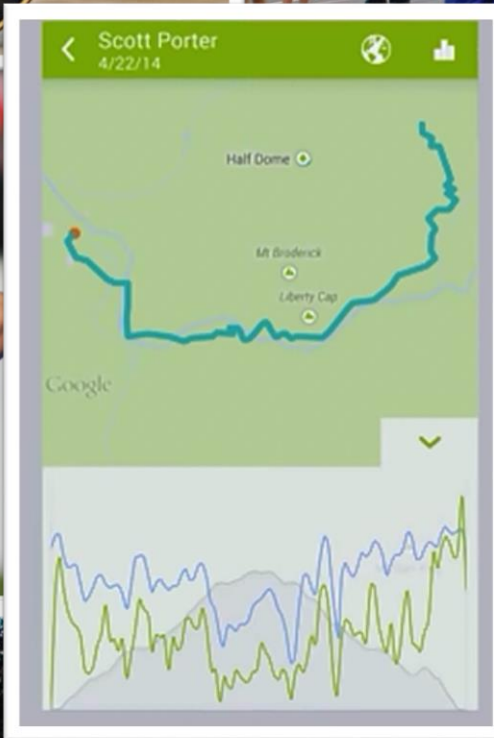 Scott Porter
4/22/14
Half Dome
Mt Broderick
Liberty Cap
Google